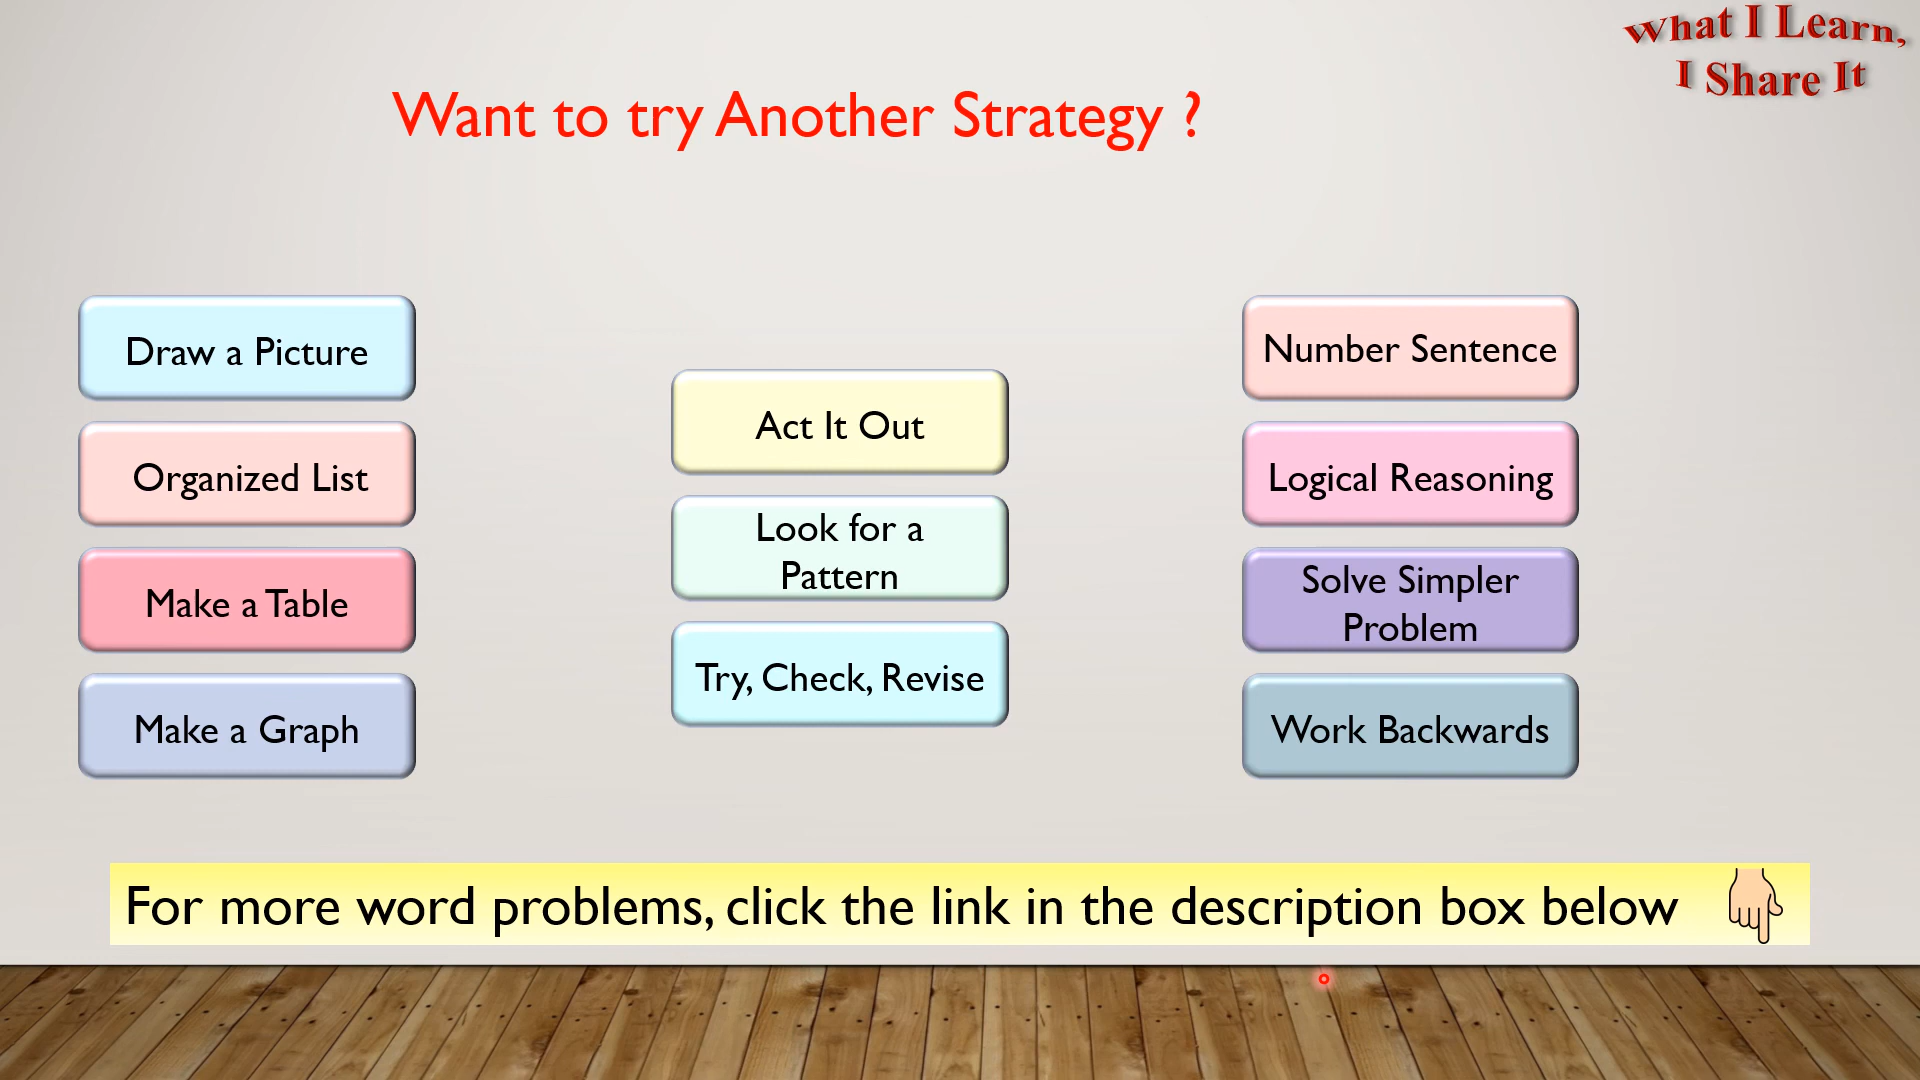 What I Learn,
I Share It
Want to try Another Strategy ?
Draw a Picture
Organized List
Make a Table
Make a Graph
Act It Out
Look for a
Pattern
Try, Check, Revise
Number Sentence
Logical Reasoning
Solve Simpler
Problem
Work Backwards
For more word problems, click the link in the description box below